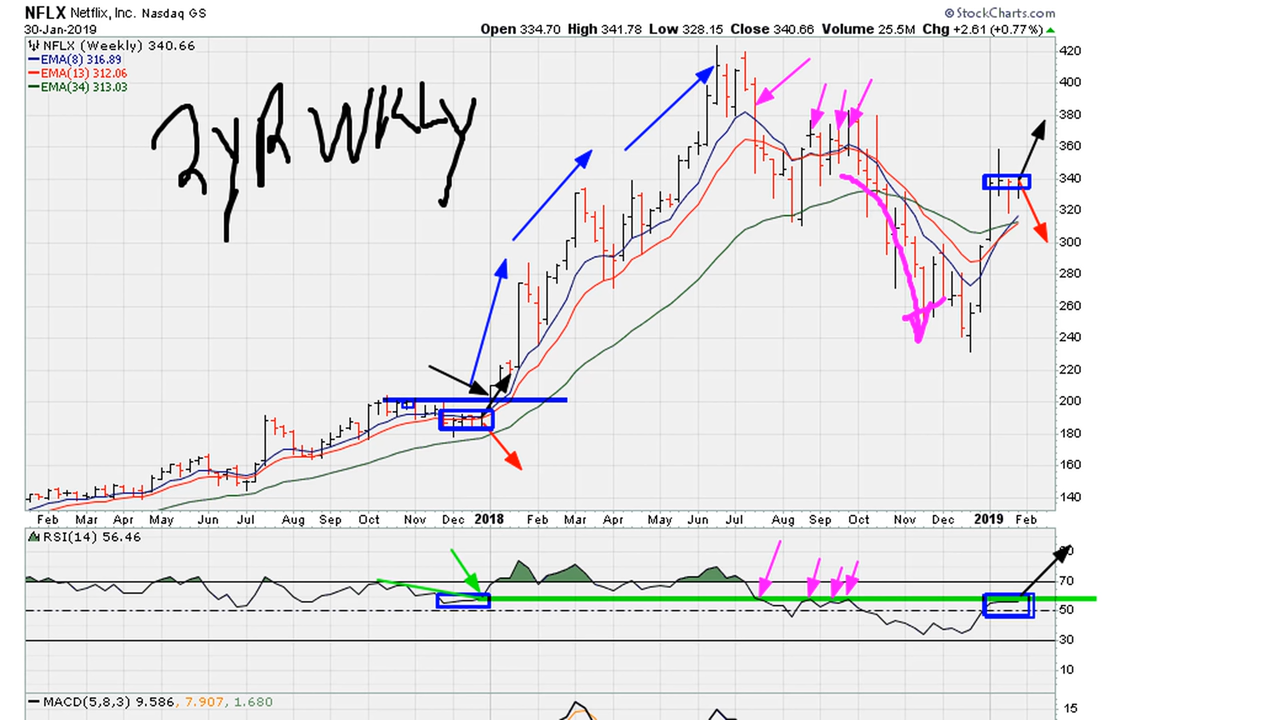 NFLX Netflix, Inc. Nasdaq GS
© StockCharts.com
30-Jan-2019
Open 334.70 High 341.78 Low 328.15 Close 340.66 Volume 25.5M Chg +2.61 (+0.77%)
NFLX (Weekly) 340.66
EMA(8) 316.89
EMA(13) 312.06
EMA(34) 313.03
2yR WKLy
420
400
380
360
340
320
300
280
260
240
220
200
180
160
140
Feb Mar Apr May Jun Jul Aug Sep Oct Nov Dec 2018 Feb Mar Apr May Jun Jul Aug Sep Oct Nov Dec 2019 Feb
RSI(14) 56.46
90
70
50
30
10
MACD(5,8,3) 9.586, 7.907, 1.680
15